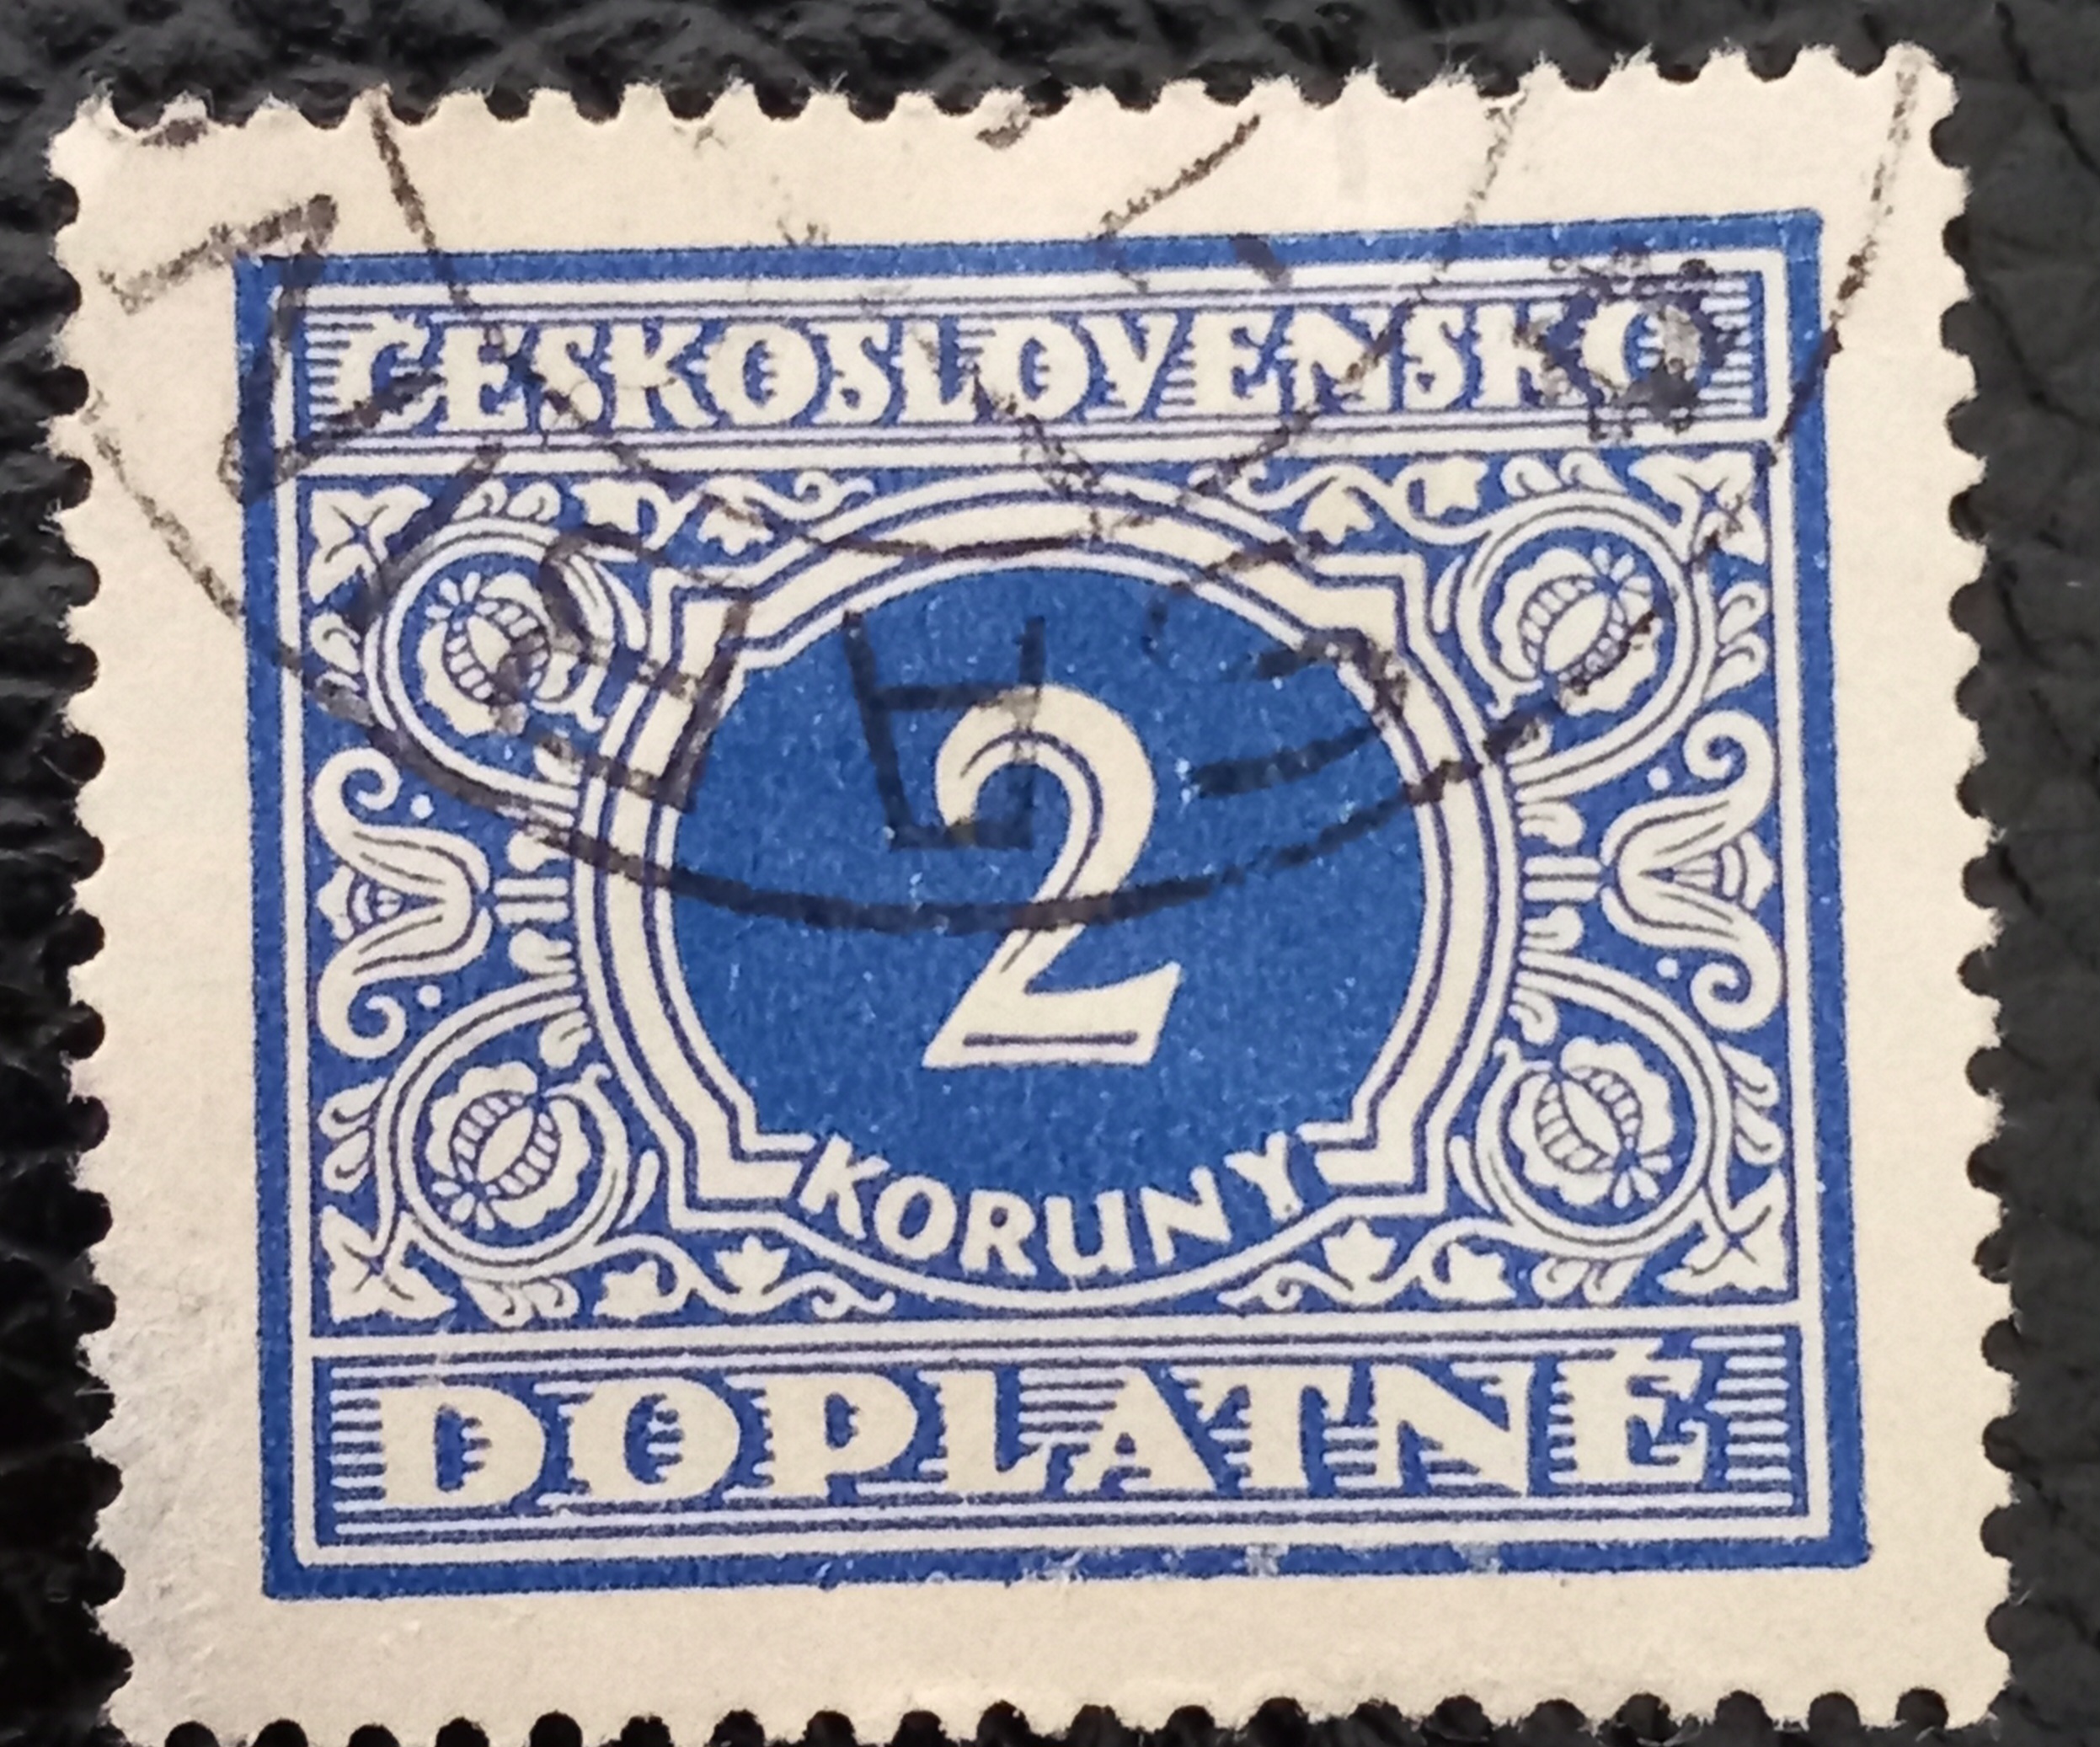 ČESKOSLOVENSKO
2
KORUNY
DOPLATNÉ